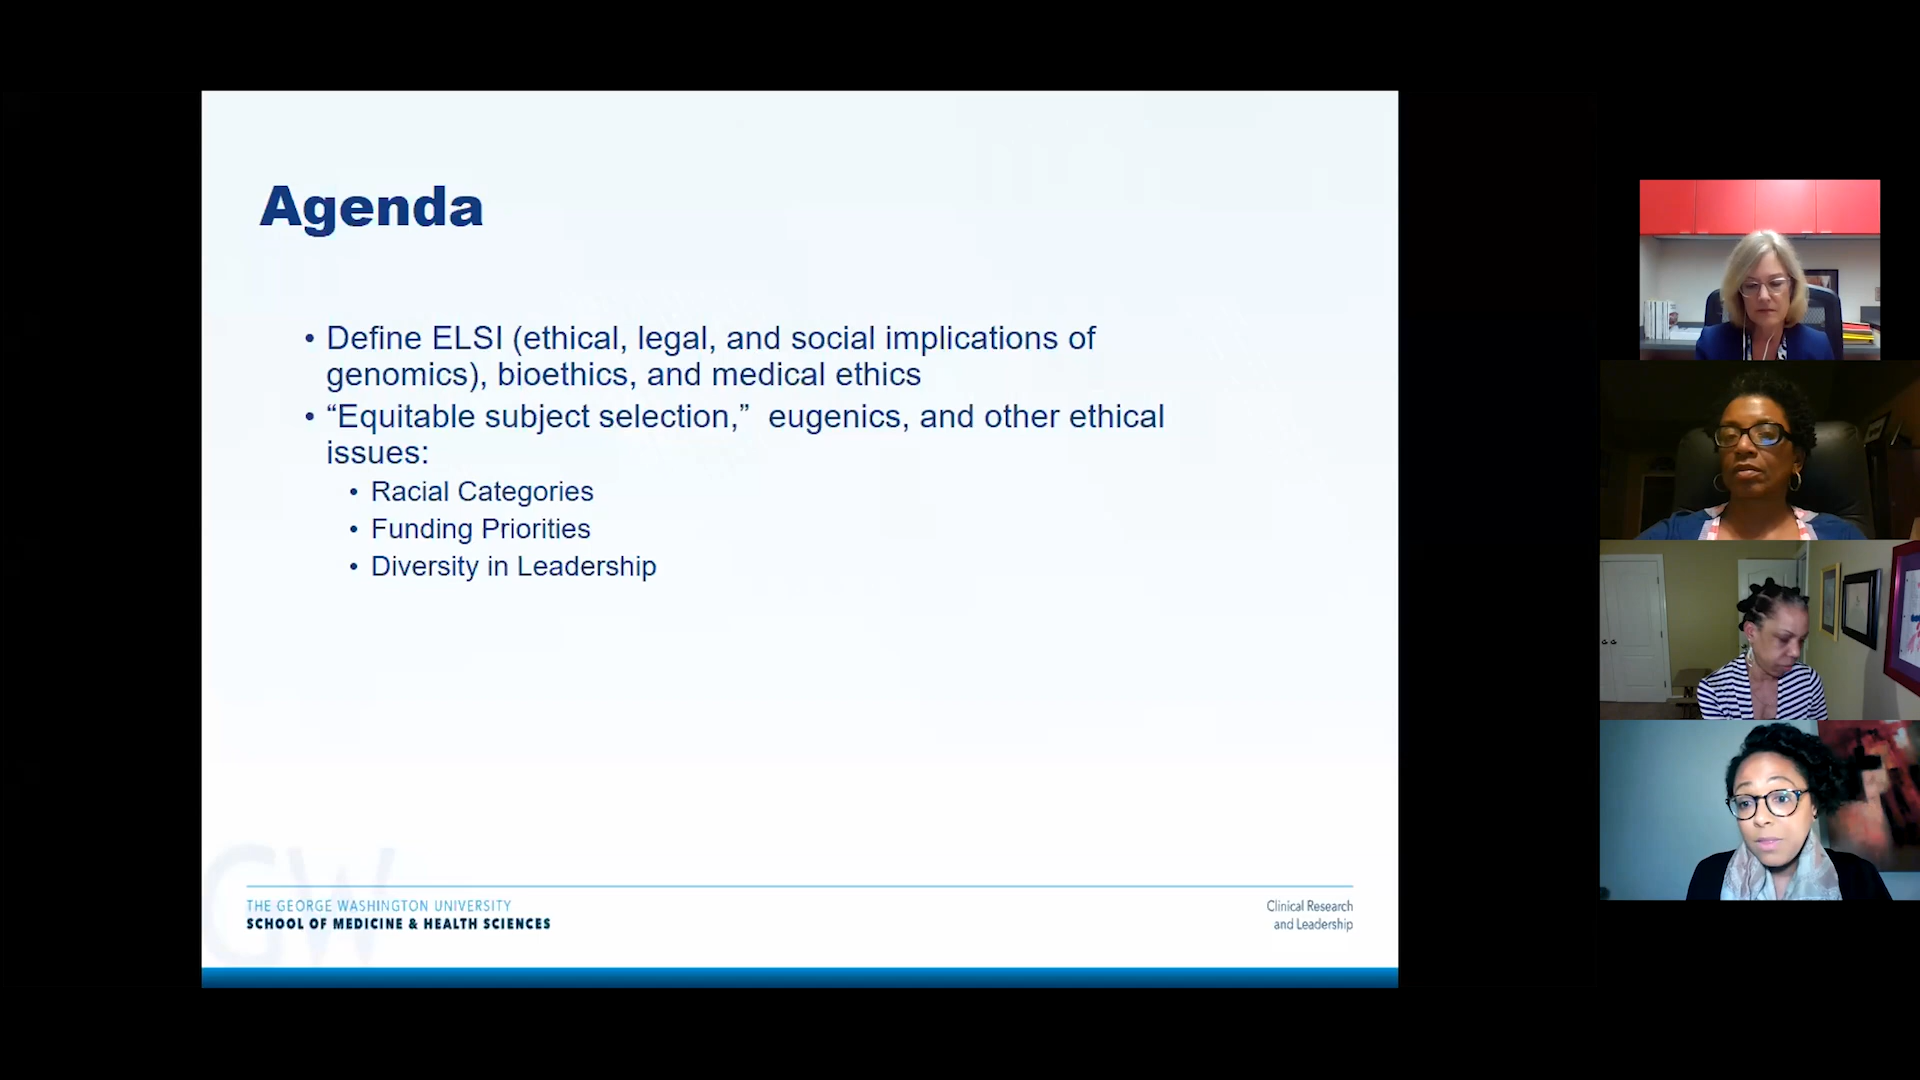 Agenda
• Define ELSI (ethical, legal, and social implications of
genomics), bioethics, and medical ethics
• “Equitable subject selection,”  eugenics, and other ethical
issues:
• Racial Categories
• Funding Priorities
• Diversity in Leadership
GW
THE GEORGE WASHINGTON UNIVERSITY
SCHOOL OF MEDICINE & HEALTH SCIENCES
Clinical Research
and Leadership